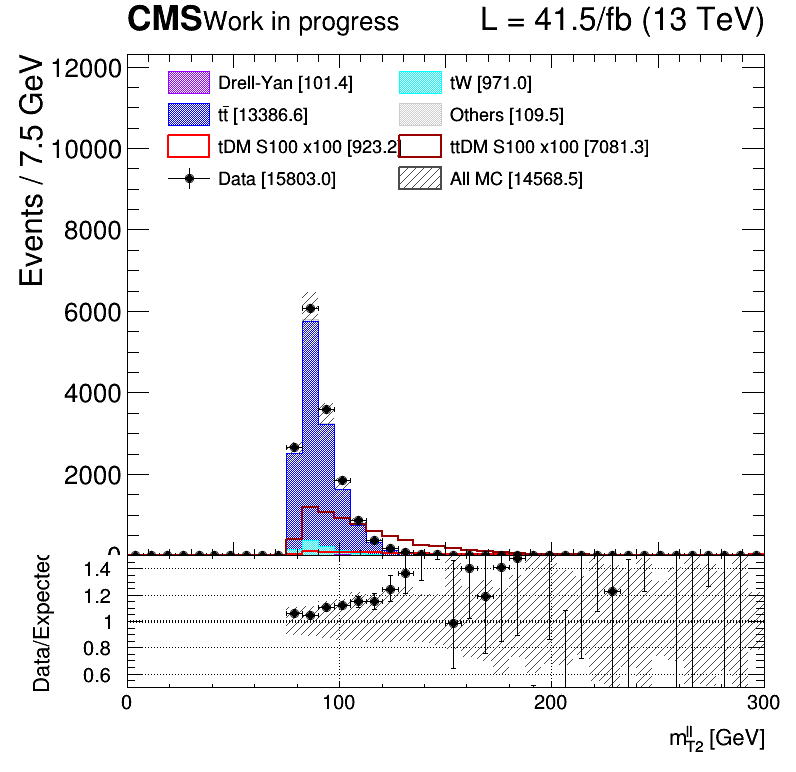 CMS Work in progress L = 41.5/fb (13 TeV)
Events / 7.5 GeV
12000
10000
8000
6000
4000
2000
0
Drell-Yan [101.4] tW [971.0]
tt̄ [13386.6] Others [109.5]
tDM S100 x100 [923.2] ttDM S100 x100 [7081.3]
Data [15803.0] All MC [14568.5]
Data/Expected
1.4
1.2
1
0.8
0.6
0 100 200 300
m_T2^ll [GeV]